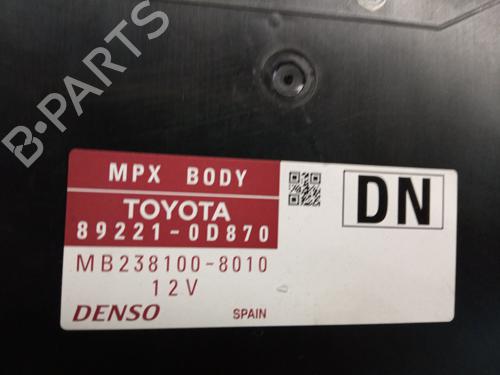 B-PARTS
MPX BODY
TOYOTA
89221-0D870
MB238100-8010
12V
DENSO
SPAIN
DN